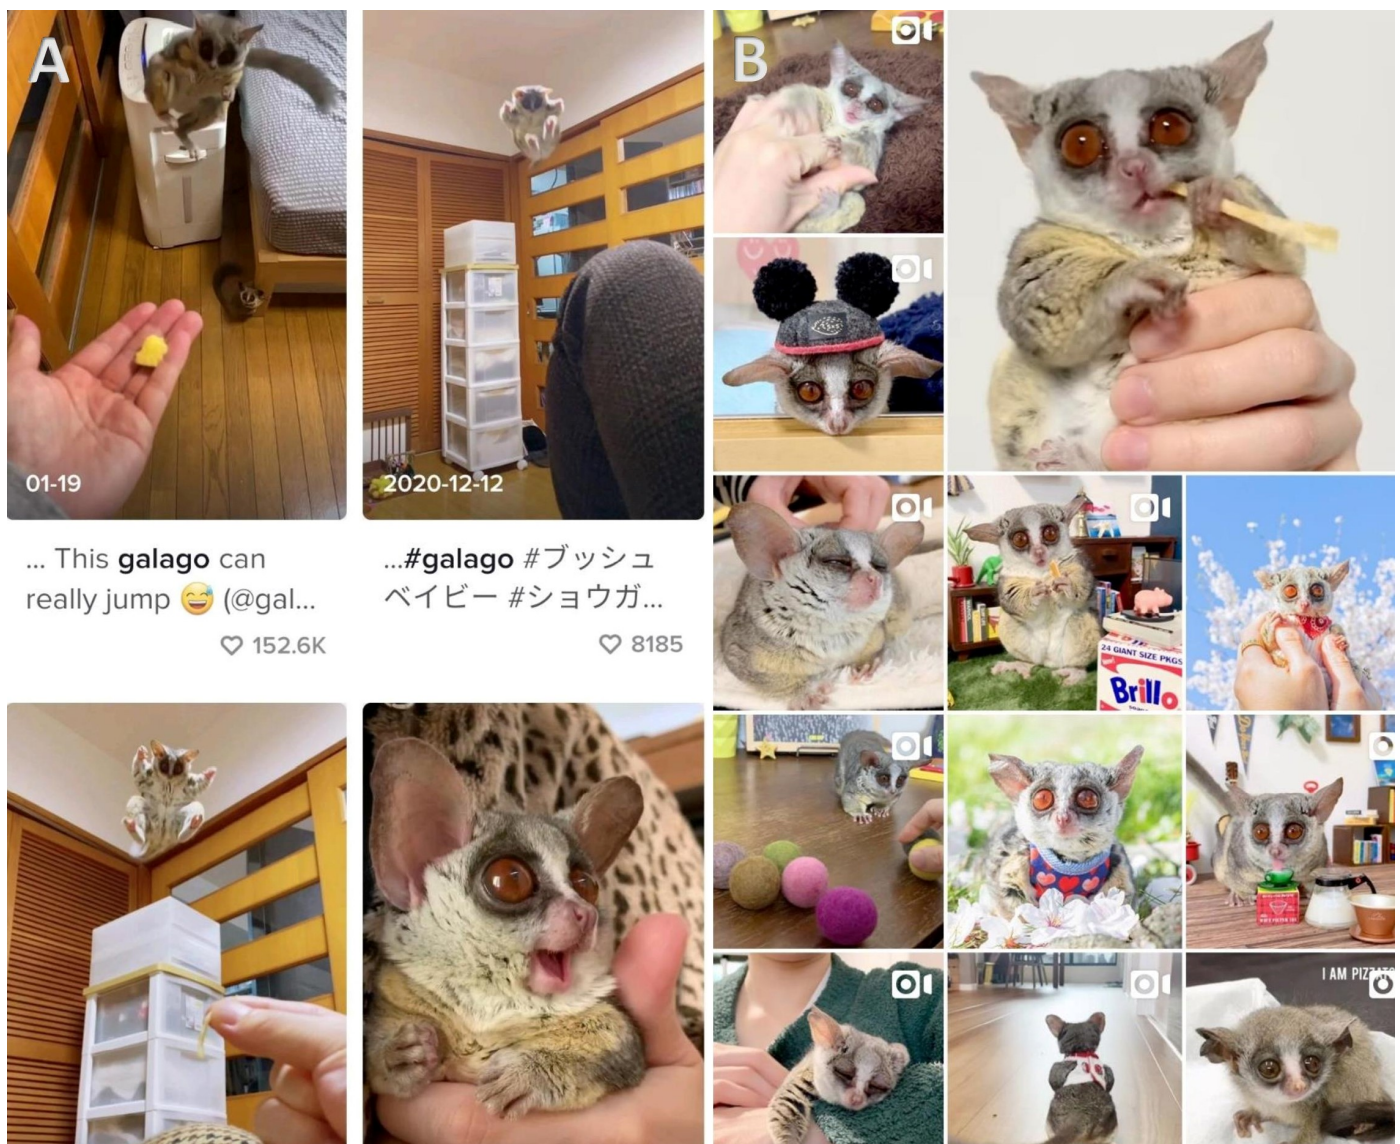 A
01-19
2020-12-12
... This galago can
really jump 😅 (@gal...
152.6K
...#galago #ブッシュ
ベイビー #ショウガ...
8185
B
24 GIANT SIZE PKGS
Brillo
I AM PIZZATO